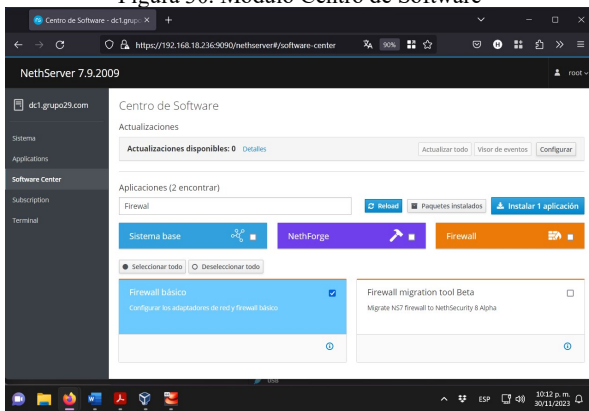 Figura 30. Módulo Centro de Software
Centro de Software - dc1.grupo
https://192.168.18.236:9090/nethserver#/software-center
90%
NethServer 7.9.2009
root
dc1.grupo29.com
Centro de Software
Actualizaciones
Actualizaciones disponibles: 0 Detalles
Actualizar todo
Visor de eventos
Configurar
Sistema
Applications
Software Center
Subscription
Terminal
Aplicaciones (2 encontrar)
Firewal
Reload
Paquetes instalados
Instalar 1 aplicación
Sistema base
NethForge
Firewall
Seleccionar todo
Deseleccionar todo
Firewall básico
Configurar los adaptadores de red y firewall básico
Firewall migration tool Beta
Migrate NS7 firewall to NethSecurity 8 Alpha
USB
ESP
10:12 p. m.
30/11/2023